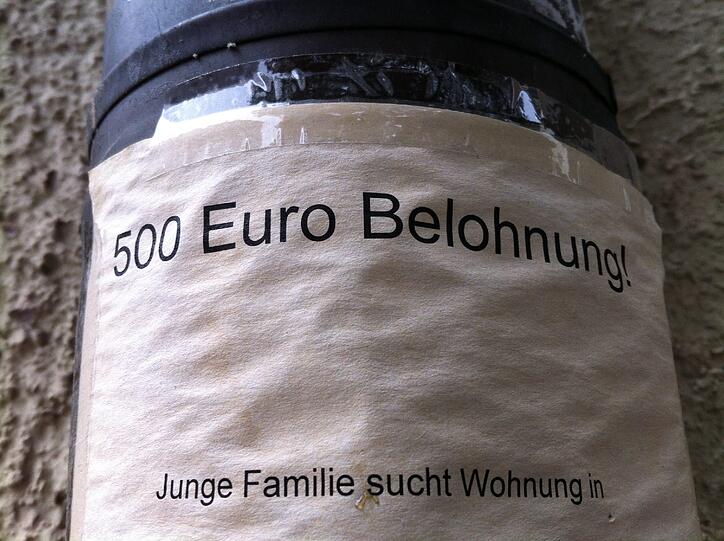 500 Euro Belohnung!
Junge Familie sucht Wohnung in